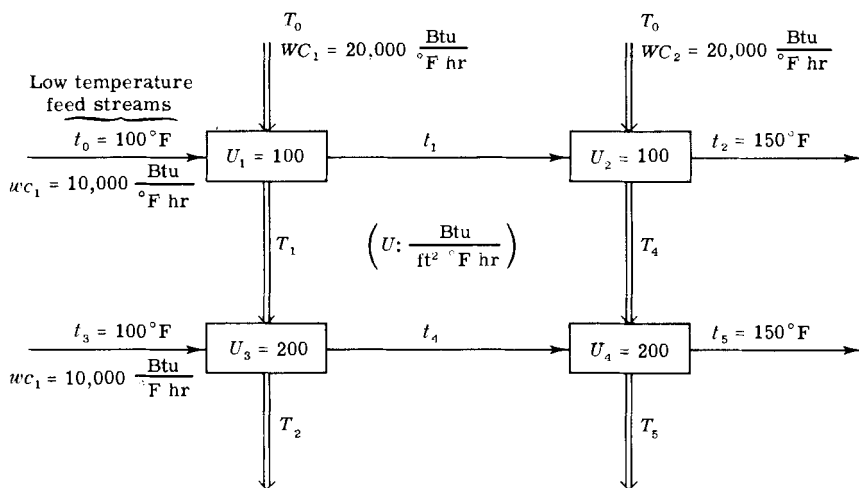 T₀
WC₁ = 20,000 Btu / °F hr
T₀
WC₂ = 20,000 Btu / °F hr
Low temperature
feed streams
t₀ = 100°F
wc₁ = 10,000 Btu / °F hr
U₁ = 100
t₁
U₂ = 100
t₂ = 150°F
T₁
(U: Btu / ft² °F hr)
T₄
t₃ = 100°F
wc₁ = 10,000 Btu / °F hr
U₃ = 200
t₄
U₄ = 200
t₅ = 150°F
T₂
T₅